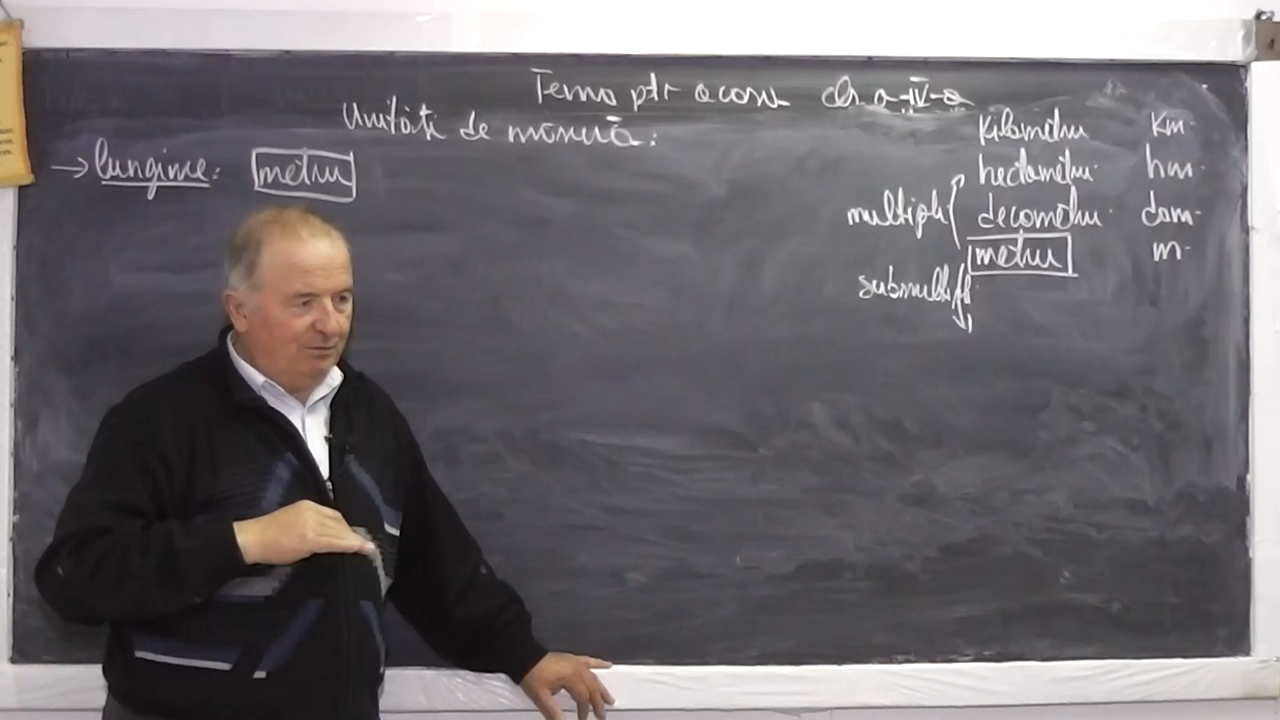 Tema ptr acasă cls a-IV-a
Unități de măsură:
→ lungime: metru
kilometru km
hectometru hm
multipli decametru dam
metru m
submultipli